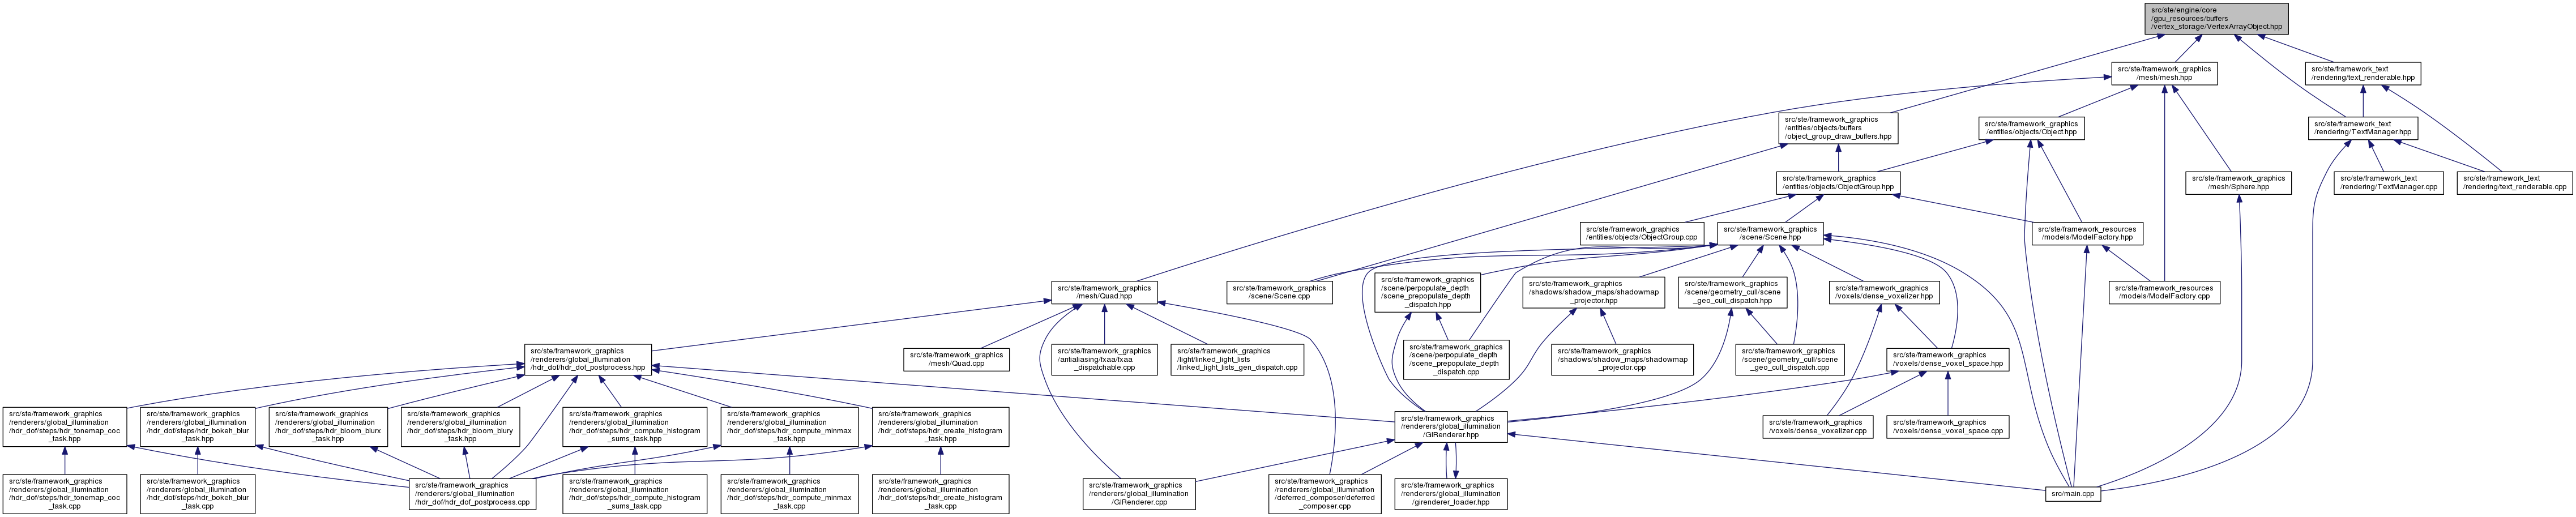 src/ste/engine/core
/gpu_resources/buffers
/vertex_storage/VertexArrayObject.hpp
src/ste/framework_graphics
/mesh/mesh.hpp
src/ste/framework_text
/rendering/text_renderable.hpp
src/ste/framework_graphics
/entities/objects/buffers
/object_group_draw_buffers.hpp
src/ste/framework_graphics
/entities/objects/Object.hpp
src/ste/framework_text
/rendering/TextManager.hpp
src/ste/framework_graphics
/entities/objects/ObjectGroup.hpp
src/ste/framework_graphics
/mesh/Sphere.hpp
src/ste/framework_text
/rendering/TextManager.cpp
src/ste/framework_text
/rendering/text_renderable.cpp
src/ste/framework_graphics
/entities/objects/ObjectGroup.cpp
src/ste/framework_graphics
/scene/Scene.hpp
src/ste/framework_resources
/models/ModelFactory.hpp
src/ste/framework_graphics
/mesh/Quad.hpp
src/ste/framework_graphics
/scene/Scene.cpp
src/ste/framework_graphics
/scene/perpopulate_depth
/scene_prepopulate_depth
_dispatch.hpp
src/ste/framework_graphics
/shadows/shadow_maps/shadowmap
_projector.hpp
src/ste/framework_graphics
/scene/geometry_cull/scene
_geo_cull_dispatch.hpp
src/ste/framework_graphics
/voxels/dense_voxelizer.hpp
src/ste/framework_resources
/models/ModelFactory.cpp
src/ste/framework_graphics
/renderers/global_illumination
/hdr_dof/hdr_dof_postprocess.hpp
src/ste/framework_graphics
/mesh/Quad.cpp
src/ste/framework_graphics
/antialiasing/fxaa/fxaa
_dispatchable.cpp
src/ste/framework_graphics
/light/linked_light_lists
/linked_light_lists_gen_dispatch.cpp
src/ste/framework_graphics
/scene/perpopulate_depth
/scene_prepopulate_depth
_dispatch.cpp
src/ste/framework_graphics
/shadows/shadow_maps/shadowmap
_projector.cpp
src/ste/framework_graphics
/scene/geometry_cull/scene
_geo_cull_dispatch.cpp
src/ste/framework_graphics
/voxels/dense_voxel_space.hpp
src/ste/framework_graphics
/renderers/global_illumination
/hdr_dof/steps/hdr_tonemap_coc
_task.hpp
src/ste/framework_graphics
/renderers/global_illumination
/hdr_dof/steps/hdr_bokeh_blur
_task.hpp
src/ste/framework_graphics
/renderers/global_illumination
/hdr_dof/steps/hdr_bloom_blurx
_task.hpp
src/ste/framework_graphics
/renderers/global_illumination
/hdr_dof/steps/hdr_bloom_blury
_task.hpp
src/ste/framework_graphics
/renderers/global_illumination
/hdr_dof/steps/hdr_compute_histogram
_sums_task.hpp
src/ste/framework_graphics
/renderers/global_illumination
/hdr_dof/steps/hdr_compute_minmax
_task.hpp
src/ste/framework_graphics
/renderers/global_illumination
/hdr_dof/steps/hdr_create_histogram
_task.hpp
src/ste/framework_graphics
/renderers/global_illumination
/GIRenderer.hpp
src/ste/framework_graphics
/voxels/dense_voxelizer.cpp
src/ste/framework_graphics
/voxels/dense_voxel_space.cpp
src/ste/framework_graphics
/renderers/global_illumination
/hdr_dof/steps/hdr_tonemap_coc
_task.cpp
src/ste/framework_graphics
/renderers/global_illumination
/hdr_dof/steps/hdr_bokeh_blur
_task.cpp
src/ste/framework_graphics
/renderers/global_illumination
/hdr_dof/hdr_dof_postprocess.cpp
src/ste/framework_graphics
/renderers/global_illumination
/hdr_dof/steps/hdr_compute_histogram
_sums_task.cpp
src/ste/framework_graphics
/renderers/global_illumination
/hdr_dof/steps/hdr_compute_minmax
_task.cpp
src/ste/framework_graphics
/renderers/global_illumination
/hdr_dof/steps/hdr_create_histogram
_task.cpp
src/ste/framework_graphics
/renderers/global_illumination
/GIRenderer.cpp
src/ste/framework_graphics
/renderers/global_illumination
/deferred_composer/deferred
_composer.cpp
src/ste/framework_graphics
/renderers/global_illumination
/girenderer_loader.hpp
src/main.cpp